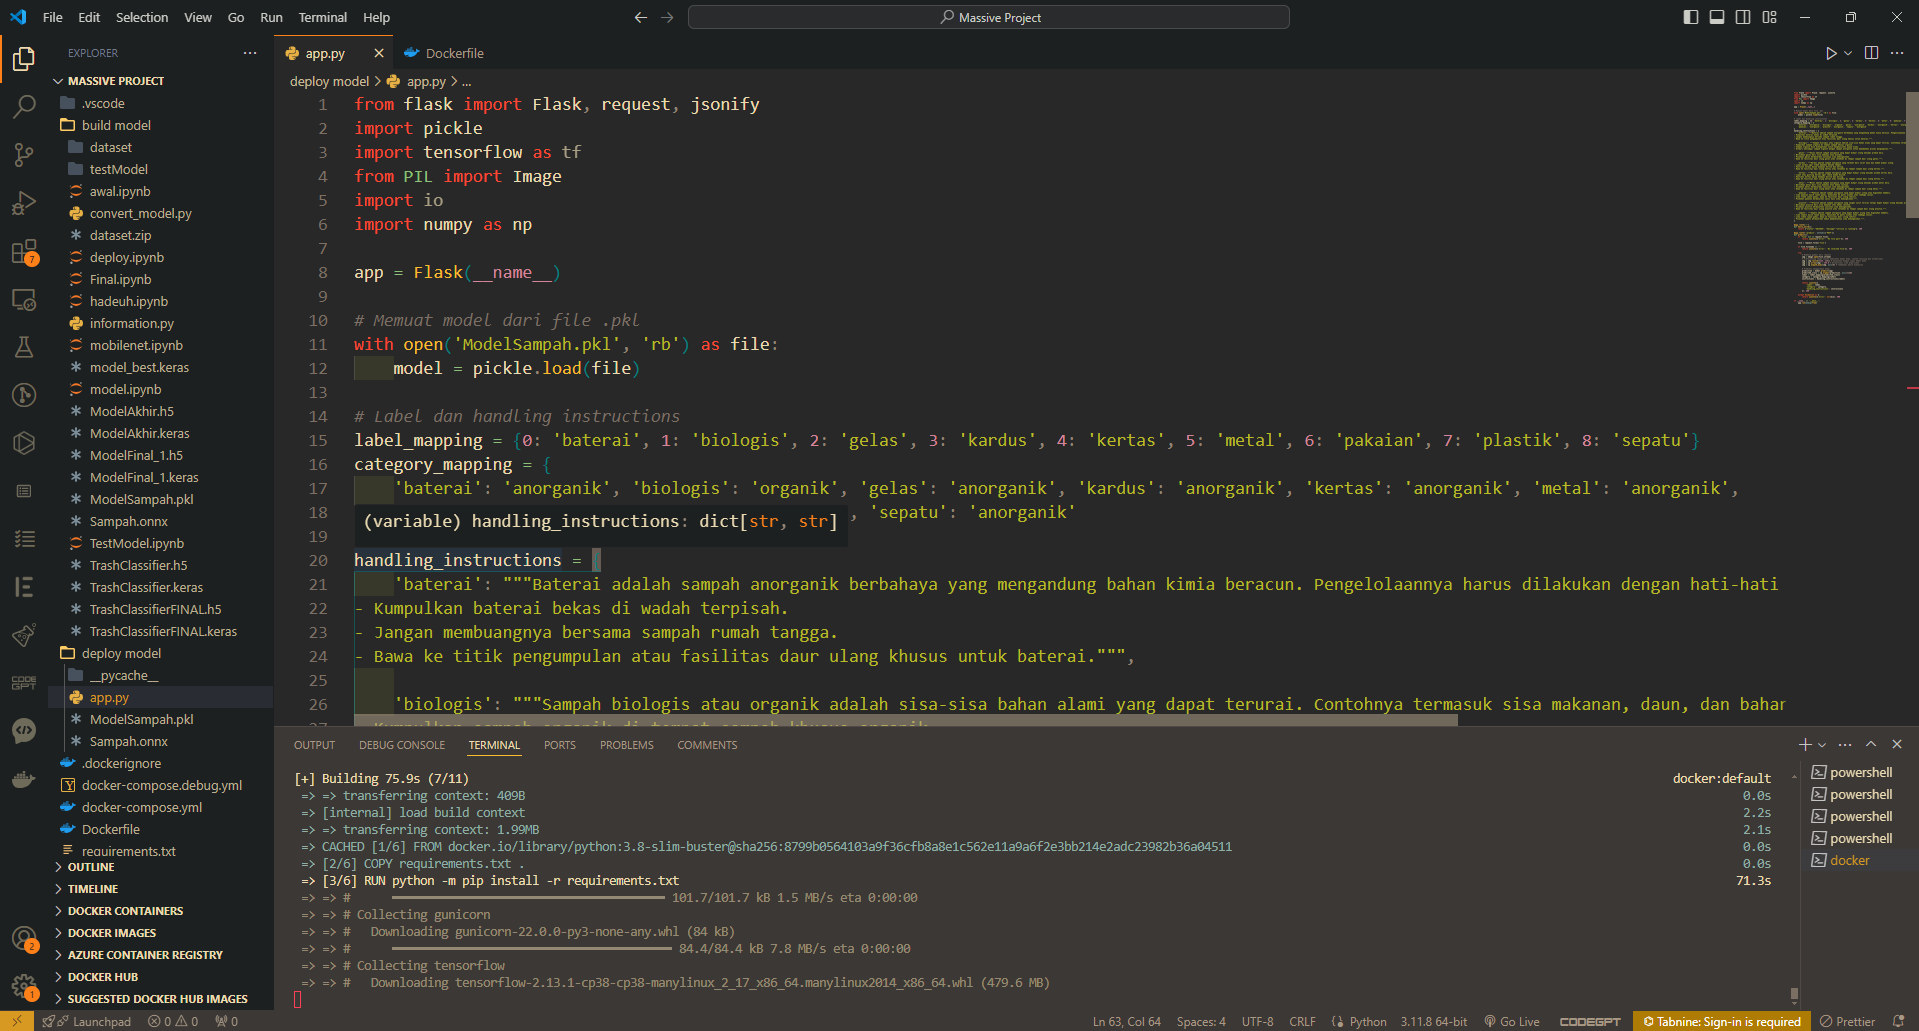 File Edit Selection View Go Run Terminal Help
Massive Project
EXPLORER
MASSIVE PROJECT
.vscode
build model
dataset
testModel
awal.ipynb
convert_model.py
dataset.zip
deploy.ipynb
Final.ipynb
hadeuh.ipynb
information.py
mobilenet.ipynb
model_best.keras
model.ipynb
ModelAkhir.h5
ModelAkhir.keras
ModelFinal_1.h5
ModelFinal_1.keras
ModelSampah.pkl
Sampah.onnx
TestModel.ipynb
TrashClassifier.h5
TrashClassifier.keras
TrashClassifierFINAL.h5
TrashClassifierFINAL.keras
deploy model
__pycache__
app.py
ModelSampah.pkl
Sampah.onnx
.dockerignore
docker-compose.debug.yml
docker-compose.yml
Dockerfile
requirements.txt
OUTLINE
TIMELINE
DOCKER CONTAINERS
DOCKER IMAGES
AZURE CONTAINER REGISTRY
DOCKER HUB
SUGGESTED DOCKER HUB IMAGES
7
CODE GPT
2
1
app.py Dockerfile
deploy model > app.py > ...
1 from flask import Flask, request, jsonify
2 import pickle
3 import tensorflow as tf
4 from PIL import Image
5 import io
6 import numpy as np
7
8 app = Flask(__name__)
9
10 # Memuat model dari file .pkl
11 with open('ModelSampah.pkl', 'rb') as file:
12 model = pickle.load(file)
13
14 # Label dan handling instructions
15 label_mapping = {0: 'baterai', 1: 'biologis', 2: 'gelas', 3: 'kardus', 4: 'kertas', 5: 'metal', 6: 'pakaian', 7: 'plastik', 8: 'sepatu'}
16 category_mapping = {
17 'baterai': 'anorganik', 'biologis': 'organik', 'gelas': 'anorganik', 'kardus': 'anorganik', 'kertas': 'anorganik', 'metal': 'anorganik',
18 , 'sepatu': 'anorganik'
(variable) handling_instructions: dict[str, str]
19
20 handling_instructions = {
21 'baterai': """Baterai adalah sampah anorganik berbahaya yang mengandung bahan kimia beracun. Pengelolaannya harus dilakukan dengan hati-hati
22 - Kumpulkan baterai bekas di wadah terpisah.
23 - Jangan membuangnya bersama sampah rumah tangga.
24 - Bawa ke titik pengumpulan atau fasilitas daur ulang khusus untuk baterai.""",
25
26 'biologis': """Sampah biologis atau organik adalah sisa-sisa bahan alami yang dapat terurai. Contohnya termasuk sisa makanan, daun, dan bahar
27 - Kumpulkan sampah organik di tempat sampah khusus organik
OUTPUT DEBUG CONSOLE TERMINAL PORTS PROBLEMS COMMENTS
[+] Building 75.9s (7/11) docker:default
=> => transferring context: 409B 0.0s
=> [internal] load build context 2.2s
=> => transferring context: 1.99MB 2.1s
=> CACHED [1/6] FROM docker.io/library/python:3.8-slim-buster@sha256:8799b0564103a9f36cfb8a8e1c562e11a9a6f2e3bb214e2adc23982b36a04511 0.0s
=> [2/6] COPY requirements.txt . 0.0s
=> [3/6] RUN python -m pip install -r requirements.txt 71.3s
=> => # 101.7/101.7 kB 1.5 MB/s eta 0:00:00
=> => # Collecting gunicorn
=> => # Downloading gunicorn-22.0.0-py3-none-any.whl (84 kB)
=> => # 84.4/84.4 kB 7.8 MB/s eta 0:00:00
=> => # Collecting tensorflow
=> => # Downloading tensorflow-2.13.1-cp38-cp38-manylinux_2_17_x86_64.manylinux2014_x86_64.whl (479.6 MB)
powershell
powershell
powershell
powershell
docker
Launchpad 0 0 0 Ln 63, Col 64 Spaces: 4 UTF-8 CRLF Python 3.11.8 64-bit Go Live CODEGPT Tabnine: Sign-in is required Prettier